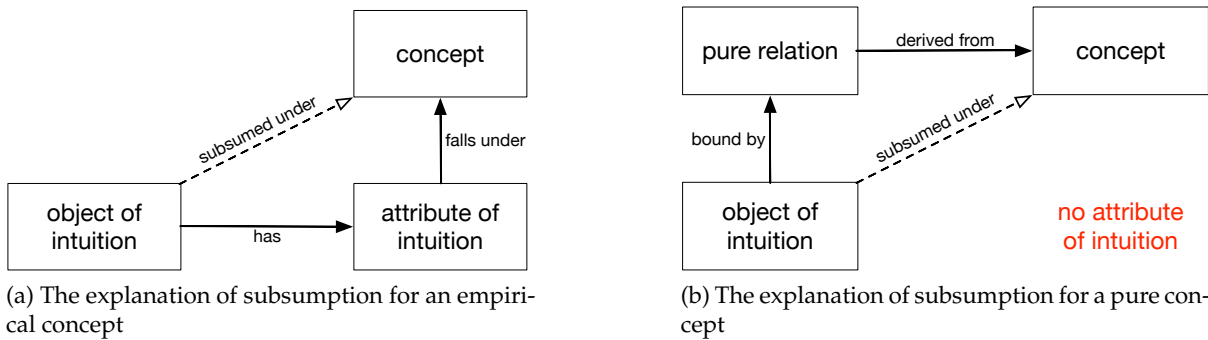 concept
subsumed under
falls under
object of
intuition
has
attribute of
intuition
(a) The explanation of subsumption for an empiri-
cal concept
pure relation
derived from
concept
bound by
subsumed under
object of
intuition
no attribute
of intuition
(b) The explanation of subsumption for a pure con-
cept